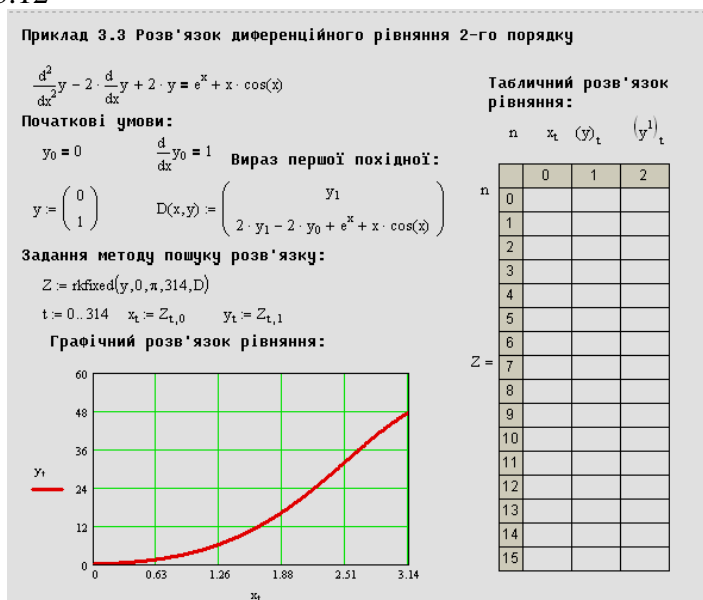 Приклад 3.3 Розв'язок диференційного рівняння 2-го порядку
d²/dx² y − 2 · d/dx y + 2 · y = e^x + x · cos(x)
Початкові умови:
y₀ = 0 d/dx y₀ = 1
Вираз першої похідної:
y := ( 0 1 ) D(x,y) := ( y₁ 2 · y₁ − 2 · y₀ + e^x + x · cos(x) )
Задання методу пошуку розв'язку:
Z := rkfixed(y,0,π,314,D)
t := 0..314 x_t := Z_t,0 y_t := Z_t,1
Графічний розв'язок рівняння:
60
48
36
24
12
0
y_t
0 0.63 1.26 1.88 2.51 3.14
x_t
Табличний розв'язок
рівняння:
n x_t (y)_t (y¹)_t
n
0 1 2
0
1
2
3
4
5
6
Z =
7
8
9
10
11
12
13
14
15